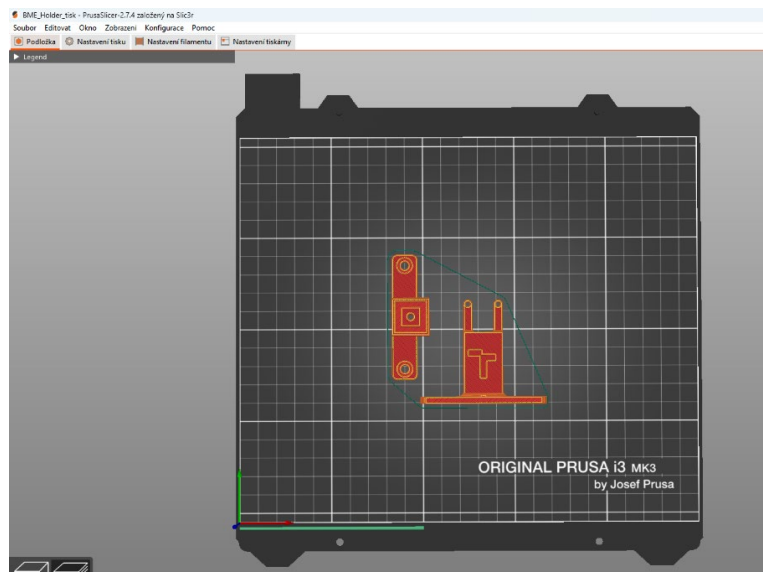 BME_Holder_tisk - PrusaSlicer-2.7.4 založený na Slic3r
Soubor Editovat Okno Zobrazeni Konfigurace Pomoc
Podložka Nastavení tisku Nastavení filamentu Nastavení tiskárny
Legend
T
ORIGINAL PRUSA i3 MK3
by Josef Prusa